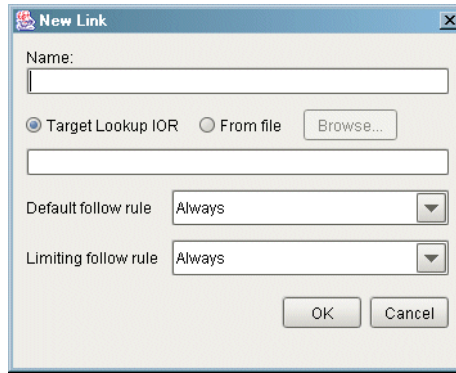 New Link
Name:
Target Lookup IOR From file Browse...
Default follow rule Always
Limiting follow rule Always
OK Cancel